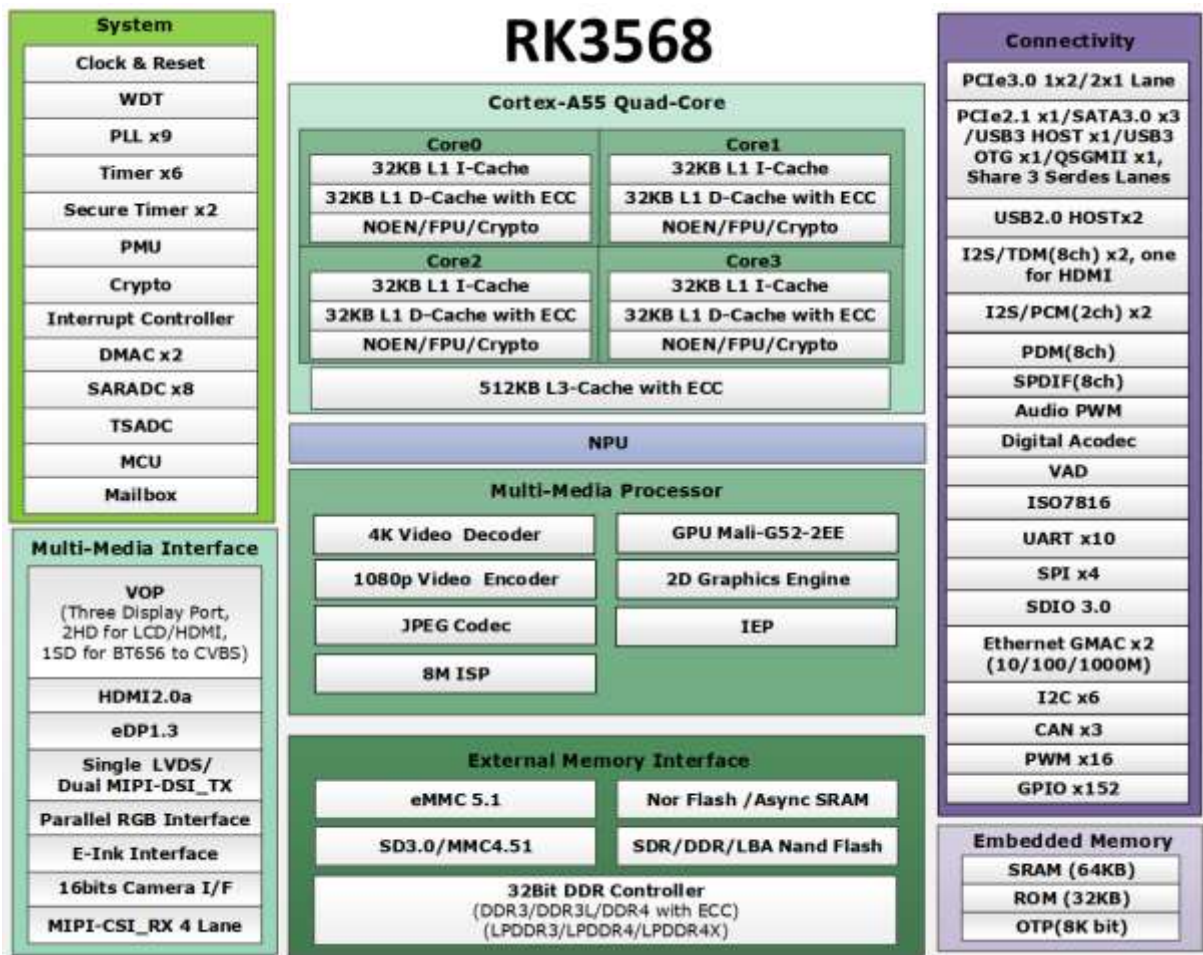 RK3568
System
Clock & Reset
WDT
PLL x9
Timer x6
Secure Timer x2
PMU
Crypto
Interrupt Controller
DMAC x2
SARADC x8
TSADC
MCU
Mailbox
Multi-Media Interface
VOP
(Three Display Port,
2HD for LCD/HDMI,
1SD for BT656 to CVBS)
HDMI2.0a
eDP1.3
Single LVDS/
Dual MIPI-DSI_TX
Parallel RGB Interface
E-Ink Interface
16bits Camera I/F
MIPI-CSI_RX 4 Lane
Cortex-A55 Quad-Core
Core0
32KB L1 I-Cache
32KB L1 D-Cache with ECC
NOEN/FPU/Crypto
Core1
32KB L1 I-Cache
32KB L1 D-Cache with ECC
NOEN/FPU/Crypto
Core2
32KB L1 I-Cache
32KB L1 D-Cache with ECC
NOEN/FPU/Crypto
Core3
32KB L1 I-Cache
32KB L1 D-Cache with ECC
NOEN/FPU/Crypto
512KB L3-Cache with ECC
NPU
Multi-Media Processor
4K Video Decoder
1080p Video Encoder
JPEG Codec
8M ISP
GPU Mali-G52-2EE
2D Graphics Engine
IEP
External Memory Interface
eMMC 5.1
Nor Flash /Async SRAM
SD3.0/MMC4.51
SDR/DDR/LBA Nand Flash
32Bit DDR Controller
(DDR3/DDR3L/DDR4 with ECC)
(LPDDR3/LPDDR4/LPDDR4X)
Connectivity
PCIe3.0 1x2/2x1 Lane
PCIe2.1 x1/SATA3.0 x3
/USB3 HOST x1/USB3
OTG x1/QSGMII x1,
Share 3 Serdes Lanes
USB2.0 HOSTx2
I2S/TDM(8ch) x2, one
for HDMI
I2S/PCM(2ch) x2
PDM(8ch)
SPDIF(8ch)
Audio PWM
Digital Acodec
VAD
ISO7816
UART x10
SPI x4
SDIO 3.0
Ethernet GMAC x2
(10/100/1000M)
I2C x6
CAN x3
PWM x16
GPIO x152
Embedded Memory
SRAM (64KB)
ROM (32KB)
OTP(8K bit)